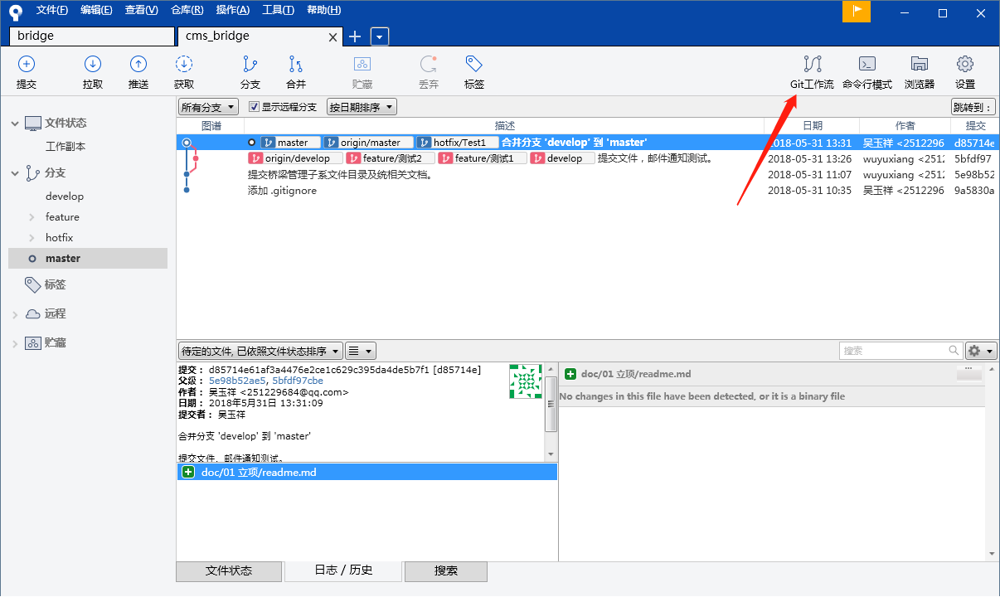 文件(F) 编辑(E) 查看(V) 仓库(R) 操作(A) 工具(T) 帮助(H)
bridge cms_bridge
提交 拉取 推送 获取 分支 合并 贮藏 丢弃 标签 Git工作流 命令行模式 浏览器 设置
所有分支 显示远程分支 按日期排序 跳转到：
图谱 描述 日期 作者 提交
master origin/master hotfix/Test1 合并分支 'develop' 到 'master' 2018-05-31 13:31 吴玉祥 <2512296 d85714e
origin/develop feature/测试2 feature/测试1 develop 提交文件，邮件通知测试。 2018-05-31 13:26 wuyuxiang <2512 5bfdf97
提交桥梁管理子系文件目录及统相关文档。 2018-05-31 11:07 wuyuxiang <2512 5e98b52
添加 .gitignore 2018-05-31 10:35 吴玉祥 <2512296 9a5830a
文件状态
工作副本
分支
develop
feature
hotfix
master
标签
远程
贮藏
待定的文件, 已依照文件状态排序 搜索
提交： d85714e61af3a4476e2ce1c629c395da4de5b7f1 [d85714e]
父级： 5e98b52ae5, 5bfdf97cbe
作者： 吴玉祥 <251229684@qq.com>
日期： 2018年5月31日 13:31:09
提交者： 吴玉祥
合并分支 'develop' 到 'master'
提交文件，邮件通知测试。
doc/01 立项/readme.md
doc/01 立项/readme.md
No changes in this file have been detected, or it is a binary file
文件状态 日志 / 历史 搜索